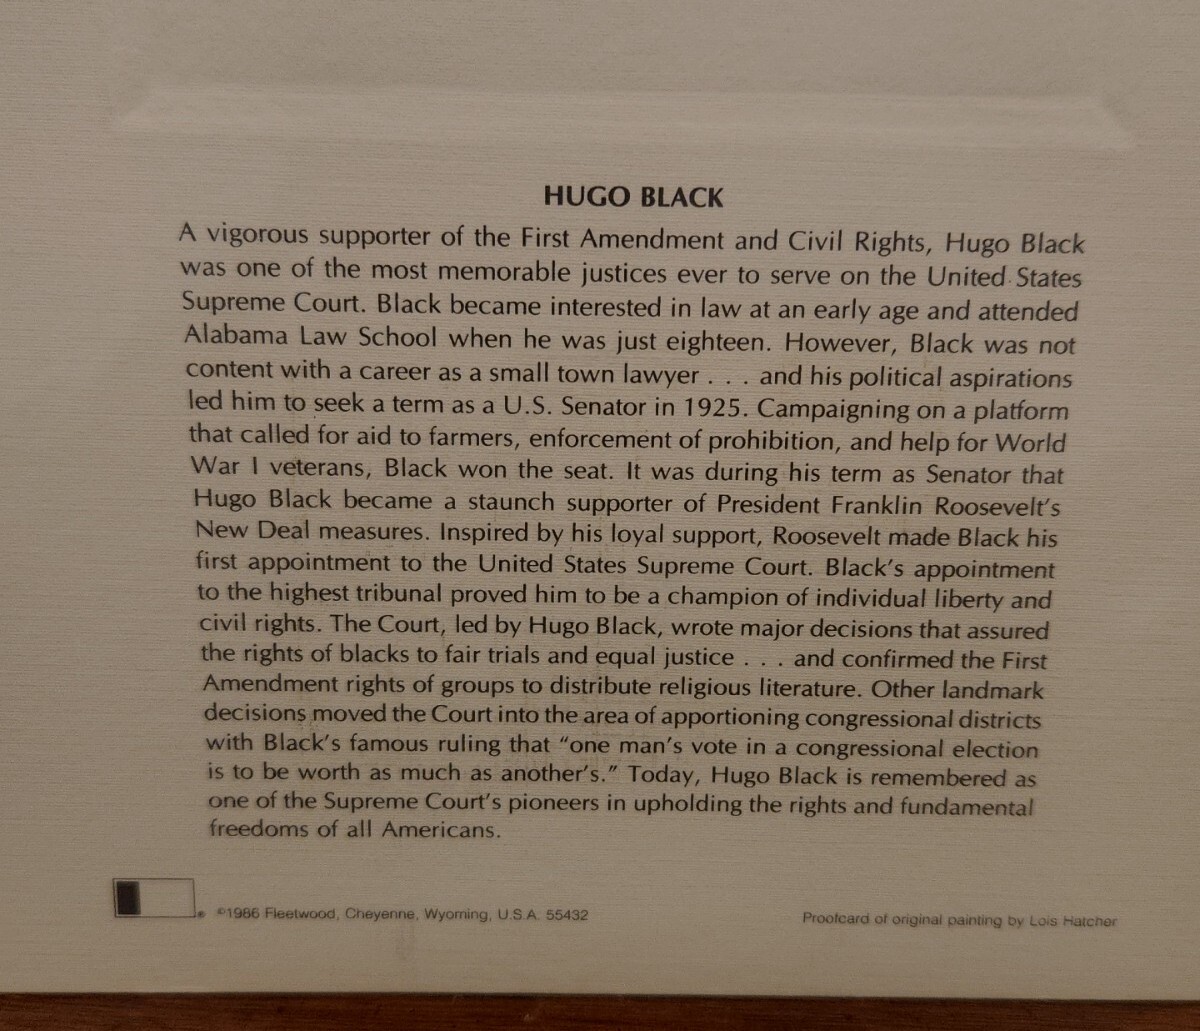 HUGO BLACK
A vigorous supporter of the First Amendment and Civil Rights, Hugo Black
was one of the most memorable justices ever to serve on the United States
Supreme Court. Black became interested in law at an early age and attended
Alabama Law School when he was just eighteen. However, Black was not
content with a career as a small town lawyer . . . and his political aspirations
led him to seek a term as a U.S. Senator in 1925. Campaigning on a platform
that called for aid to farmers, enforcement of prohibition, and help for World
War I veterans, Black won the seat. It was during his term as Senator that
Hugo Black became a staunch supporter of President Franklin Roosevelt's
New Deal measures. Inspired by his loyal support, Roosevelt made Black his
first appointment to the United States Supreme Court. Black's appointment
to the highest tribunal proved him to be a champion of individual liberty and
civil rights. The Court, led by Hugo Black, wrote major decisions that assured
the rights of blacks to fair trials and equal justice . . . and confirmed the First
Amendment rights of groups to distribute religious literature. Other landmark
decisions moved the Court into the area of apportioning congressional districts
with Black's famous ruling that "one man's vote in a congressional election
is to be worth as much as another's." Today, Hugo Black is remembered as
one of the Supreme Court's pioneers in upholding the rights and fundamental
freedoms of all Americans.
® ©1986 Fleetwood, Cheyenne, Wyoming, U.S.A. 55432
Proofcard of original painting by Lois Hatcher